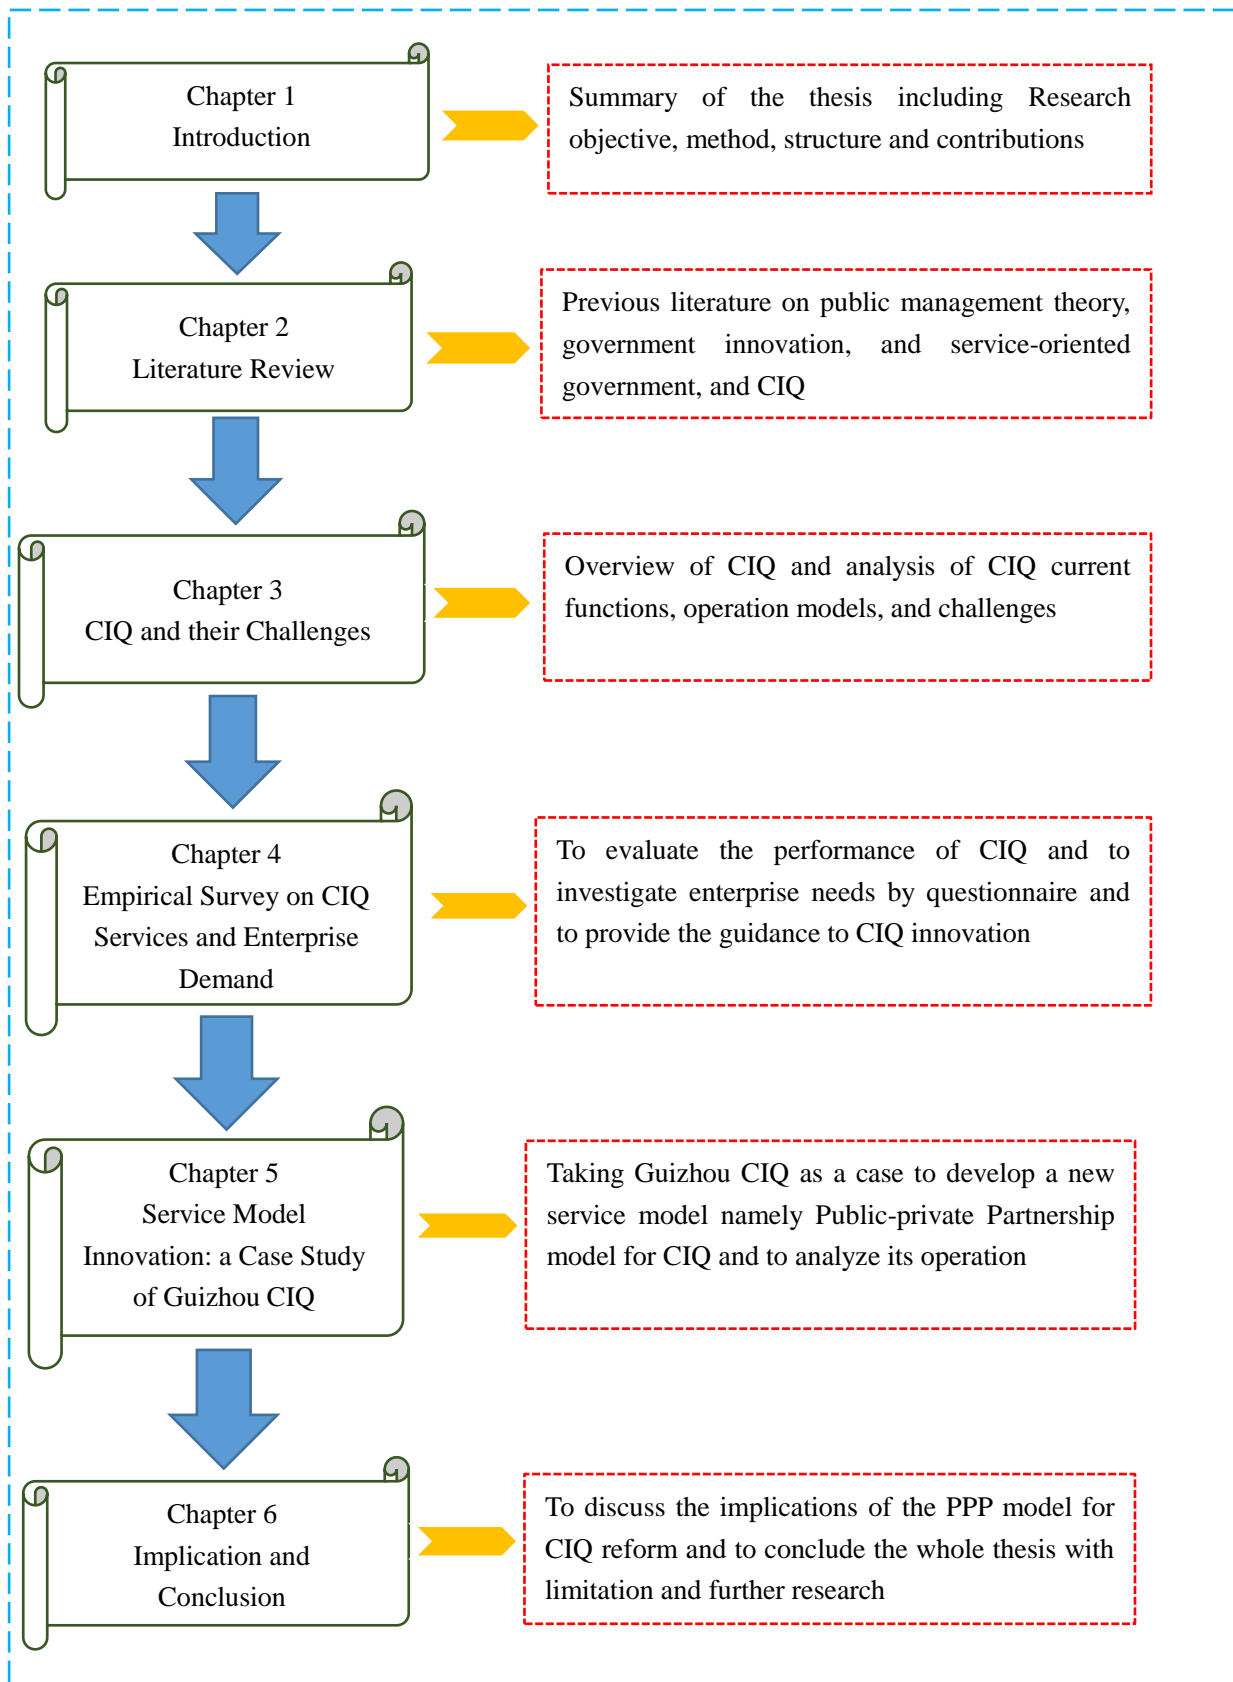 Chapter 1
Introduction
Summary of the thesis including Research
objective, method, structure and contributions
Chapter 2
Literature Review
Previous literature on public management theory,
government innovation, and service-oriented
government, and CIQ
Chapter 3
CIQ and their Challenges
Overview of CIQ and analysis of CIQ current
functions, operation models, and challenges
Chapter 4
Empirical Survey on CIQ
Services and Enterprise
Demand
To evaluate the performance of CIQ and to
investigate enterprise needs by questionnaire and
to provide the guidance to CIQ innovation
Chapter 5
Service Model
Innovation: a Case Study
of Guizhou CIQ
Taking Guizhou CIQ as a case to develop a new
service model namely Public-private Partnership
model for CIQ and to analyze its operation
Chapter 6
Implication and
Conclusion
To discuss the implications of the PPP model for
CIQ reform and to conclude the whole thesis with
limitation and further research